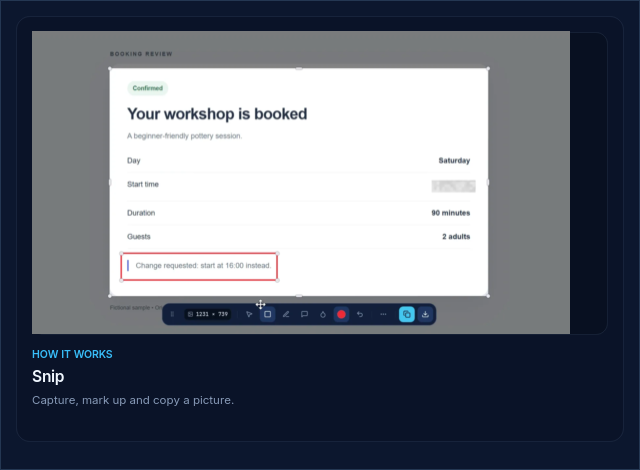 BOOKING REVIEW
Confirmed
Your workshop is booked
A beginner-friendly pottery session.
Day Saturday
Start time
Duration 90 minutes
Guests 2 adults
Change requested: start at 16:00 instead.
Fictional sample •
1231 × 739
HOW IT WORKS
Snip
Capture, mark up and copy a picture.